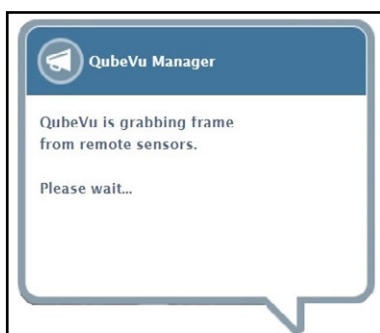 QubeVu Manager
QubeVu is grabbing frame
from remote sensors.
Please wait...